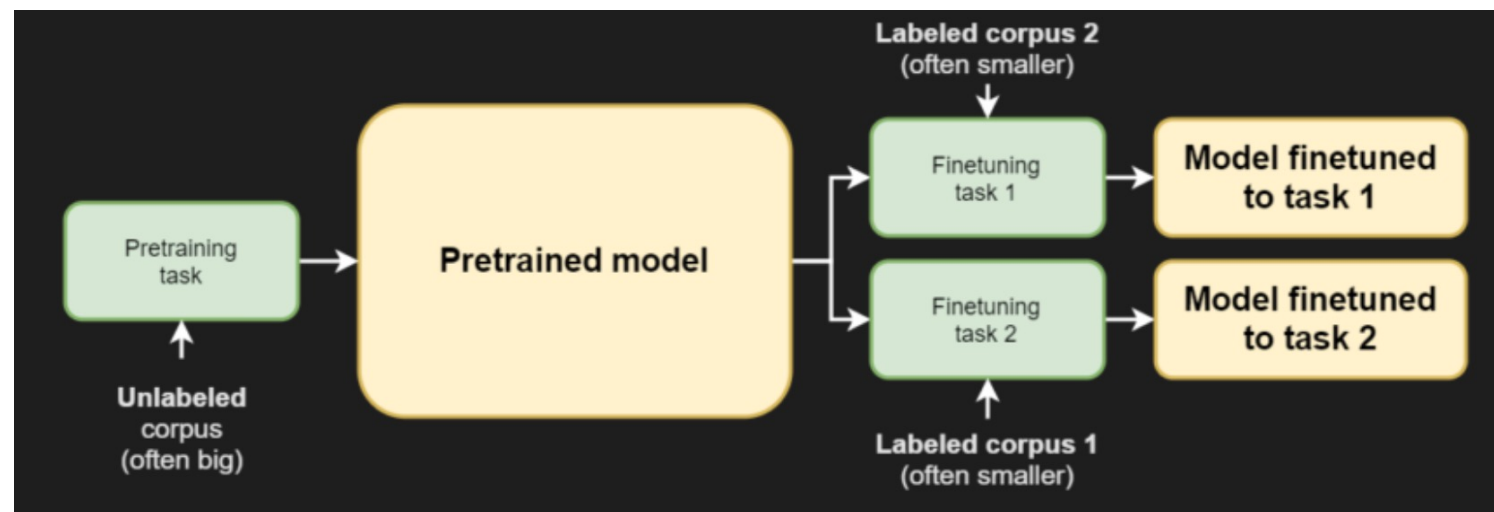 Pretraining
task
Unlabeled
corpus
(often big)
Pretrained model
Labeled corpus 2
(often smaller)
Finetuning
task 1
Model finetuned
to task 1
Finetuning
task 2
Model finetuned
to task 2
Labeled corpus 1
(often smaller)